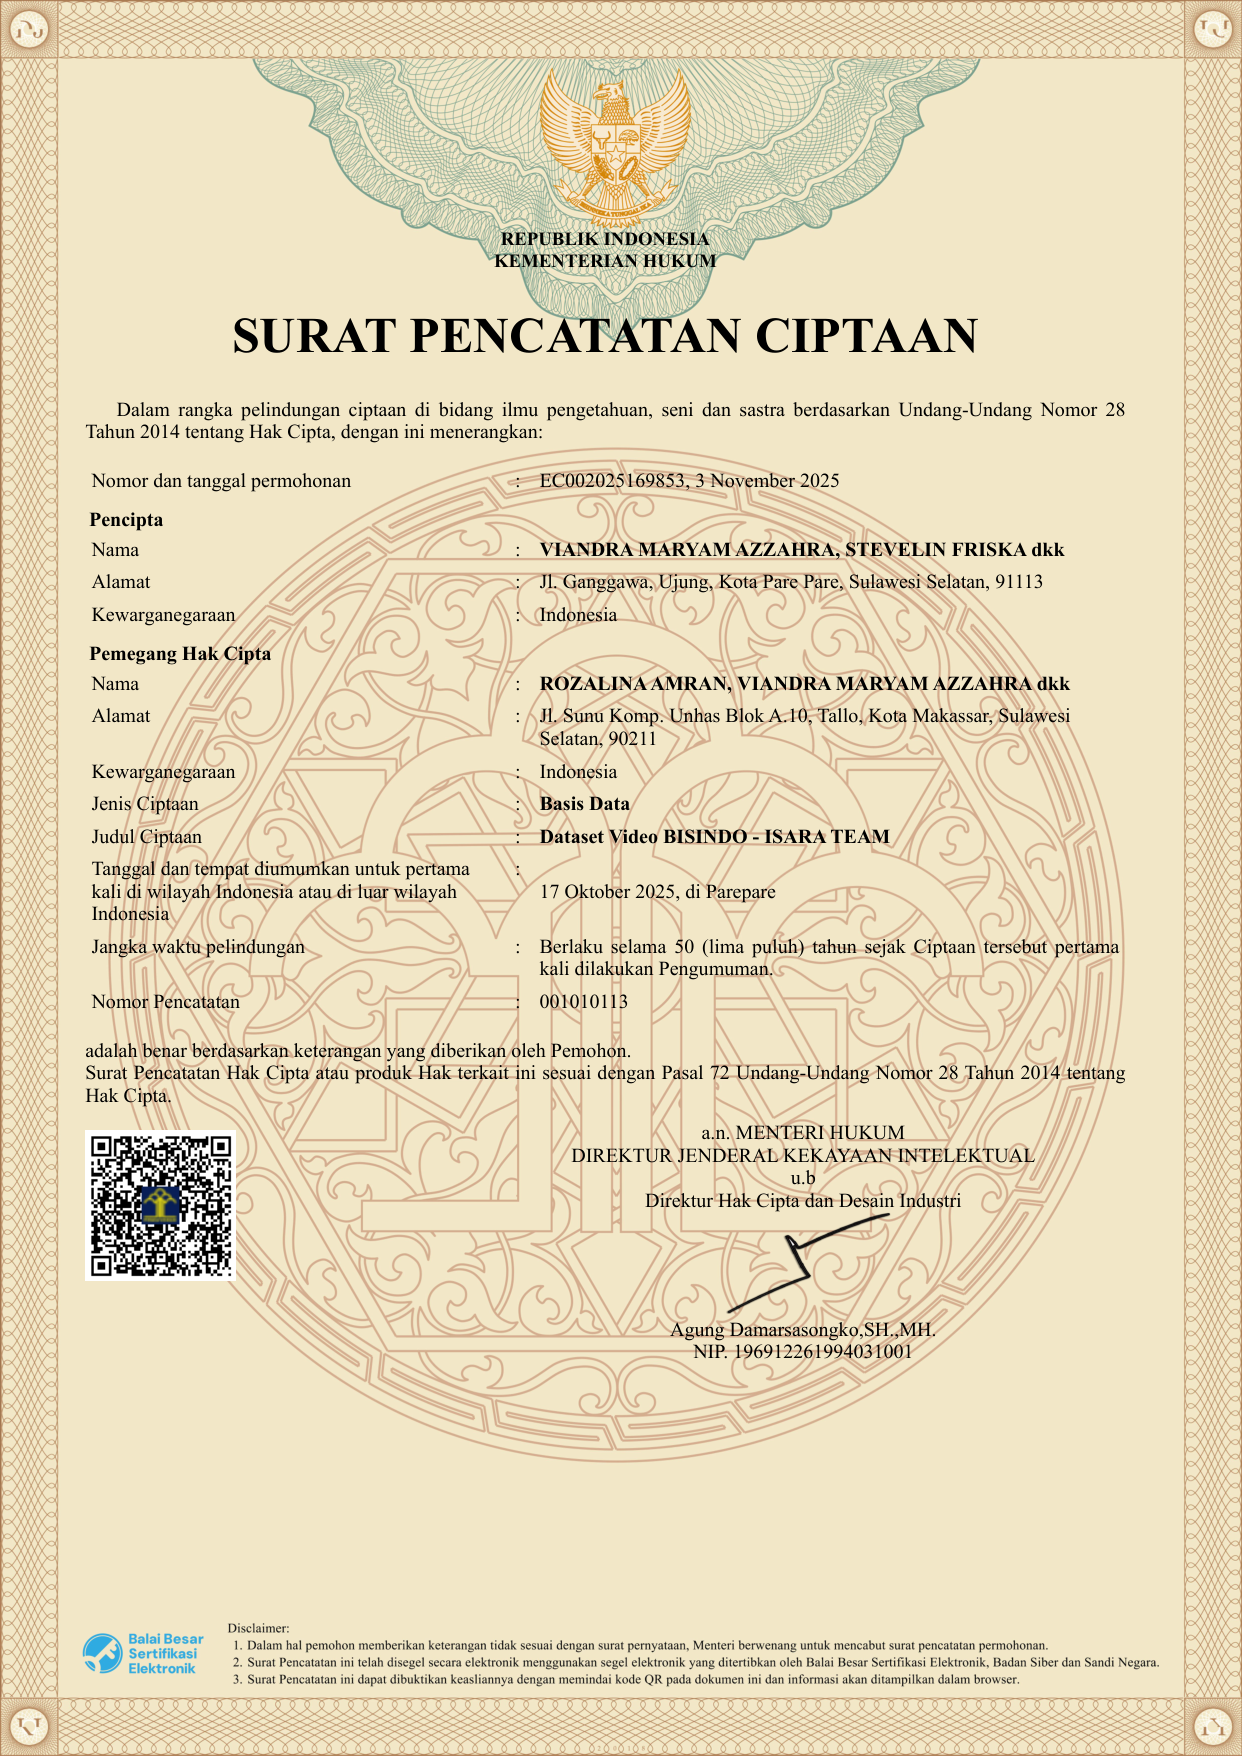 REPUBLIK INDONESIA
KEMENTERIAN HUKUM
SURAT PENCATATAN CIPTAAN
Dalam rangka pelindungan ciptaan di bidang ilmu pengetahuan, seni dan sastra berdasarkan Undang-Undang Nomor 28
Tahun 2014 tentang Hak Cipta, dengan ini menerangkan:
Nomor dan tanggal permohonan : EC002025169853, 3 November 2025
Pencipta
Nama : VIANDRA MARYAM AZZAHRA, STEVELIN FRISKA dkk
Alamat : Jl. Ganggawa, Ujung, Kota Pare Pare, Sulawesi Selatan, 91113
Kewarganegaraan : Indonesia
Pemegang Hak Cipta
Nama : ROZALINA AMRAN, VIANDRA MARYAM AZZAHRA dkk
Alamat : Jl. Sunu Komp. Unhas Blok A.10, Tallo, Kota Makassar, Sulawesi
Selatan, 90211
Kewarganegaraan : Indonesia
Jenis Ciptaan : Basis Data
Judul Ciptaan : Dataset Video BISINDO - ISARA TEAM
Tanggal dan tempat diumumkan untuk pertama :
kali di wilayah Indonesia atau di luar wilayah 17 Oktober 2025, di Parepare
Indonesia
Jangka waktu pelindungan : Berlaku selama 50 (lima puluh) tahun sejak Ciptaan tersebut pertama
kali dilakukan Pengumuman.
Nomor Pencatatan : 001010113
adalah benar berdasarkan keterangan yang diberikan oleh Pemohon.
Surat Pencatatan Hak Cipta atau produk Hak terkait ini sesuai dengan Pasal 72 Undang-Undang Nomor 28 Tahun 2014 tentang
Hak Cipta.
a.n. MENTERI HUKUM
DIREKTUR JENDERAL KEKAYAAN INTELEKTUAL
u.b
Direktur Hak Cipta dan Desain Industri
Agung Damarsasongko,SH.,MH.
NIP. 196912261994031001
Balai Besar
Sertifikasi
Elektronik
Disclaimer:
1. Dalam hal pemohon memberikan keterangan tidak sesuai dengan surat pernyataan, Menteri berwenang untuk mencabut surat pencatatan permohonan.
2. Surat Pencatatan ini telah disegel secara elektronik menggunakan segel elektronik yang ditertibkan oleh Balai Besar Sertifikasi Elektronik, Badan Siber dan Sandi Negara.
3. Surat Pencatatan ini dapat dibuktikan keasliannya dengan memindai kode QR pada dokumen ini dan informasi akan ditampilkan dalam browser.